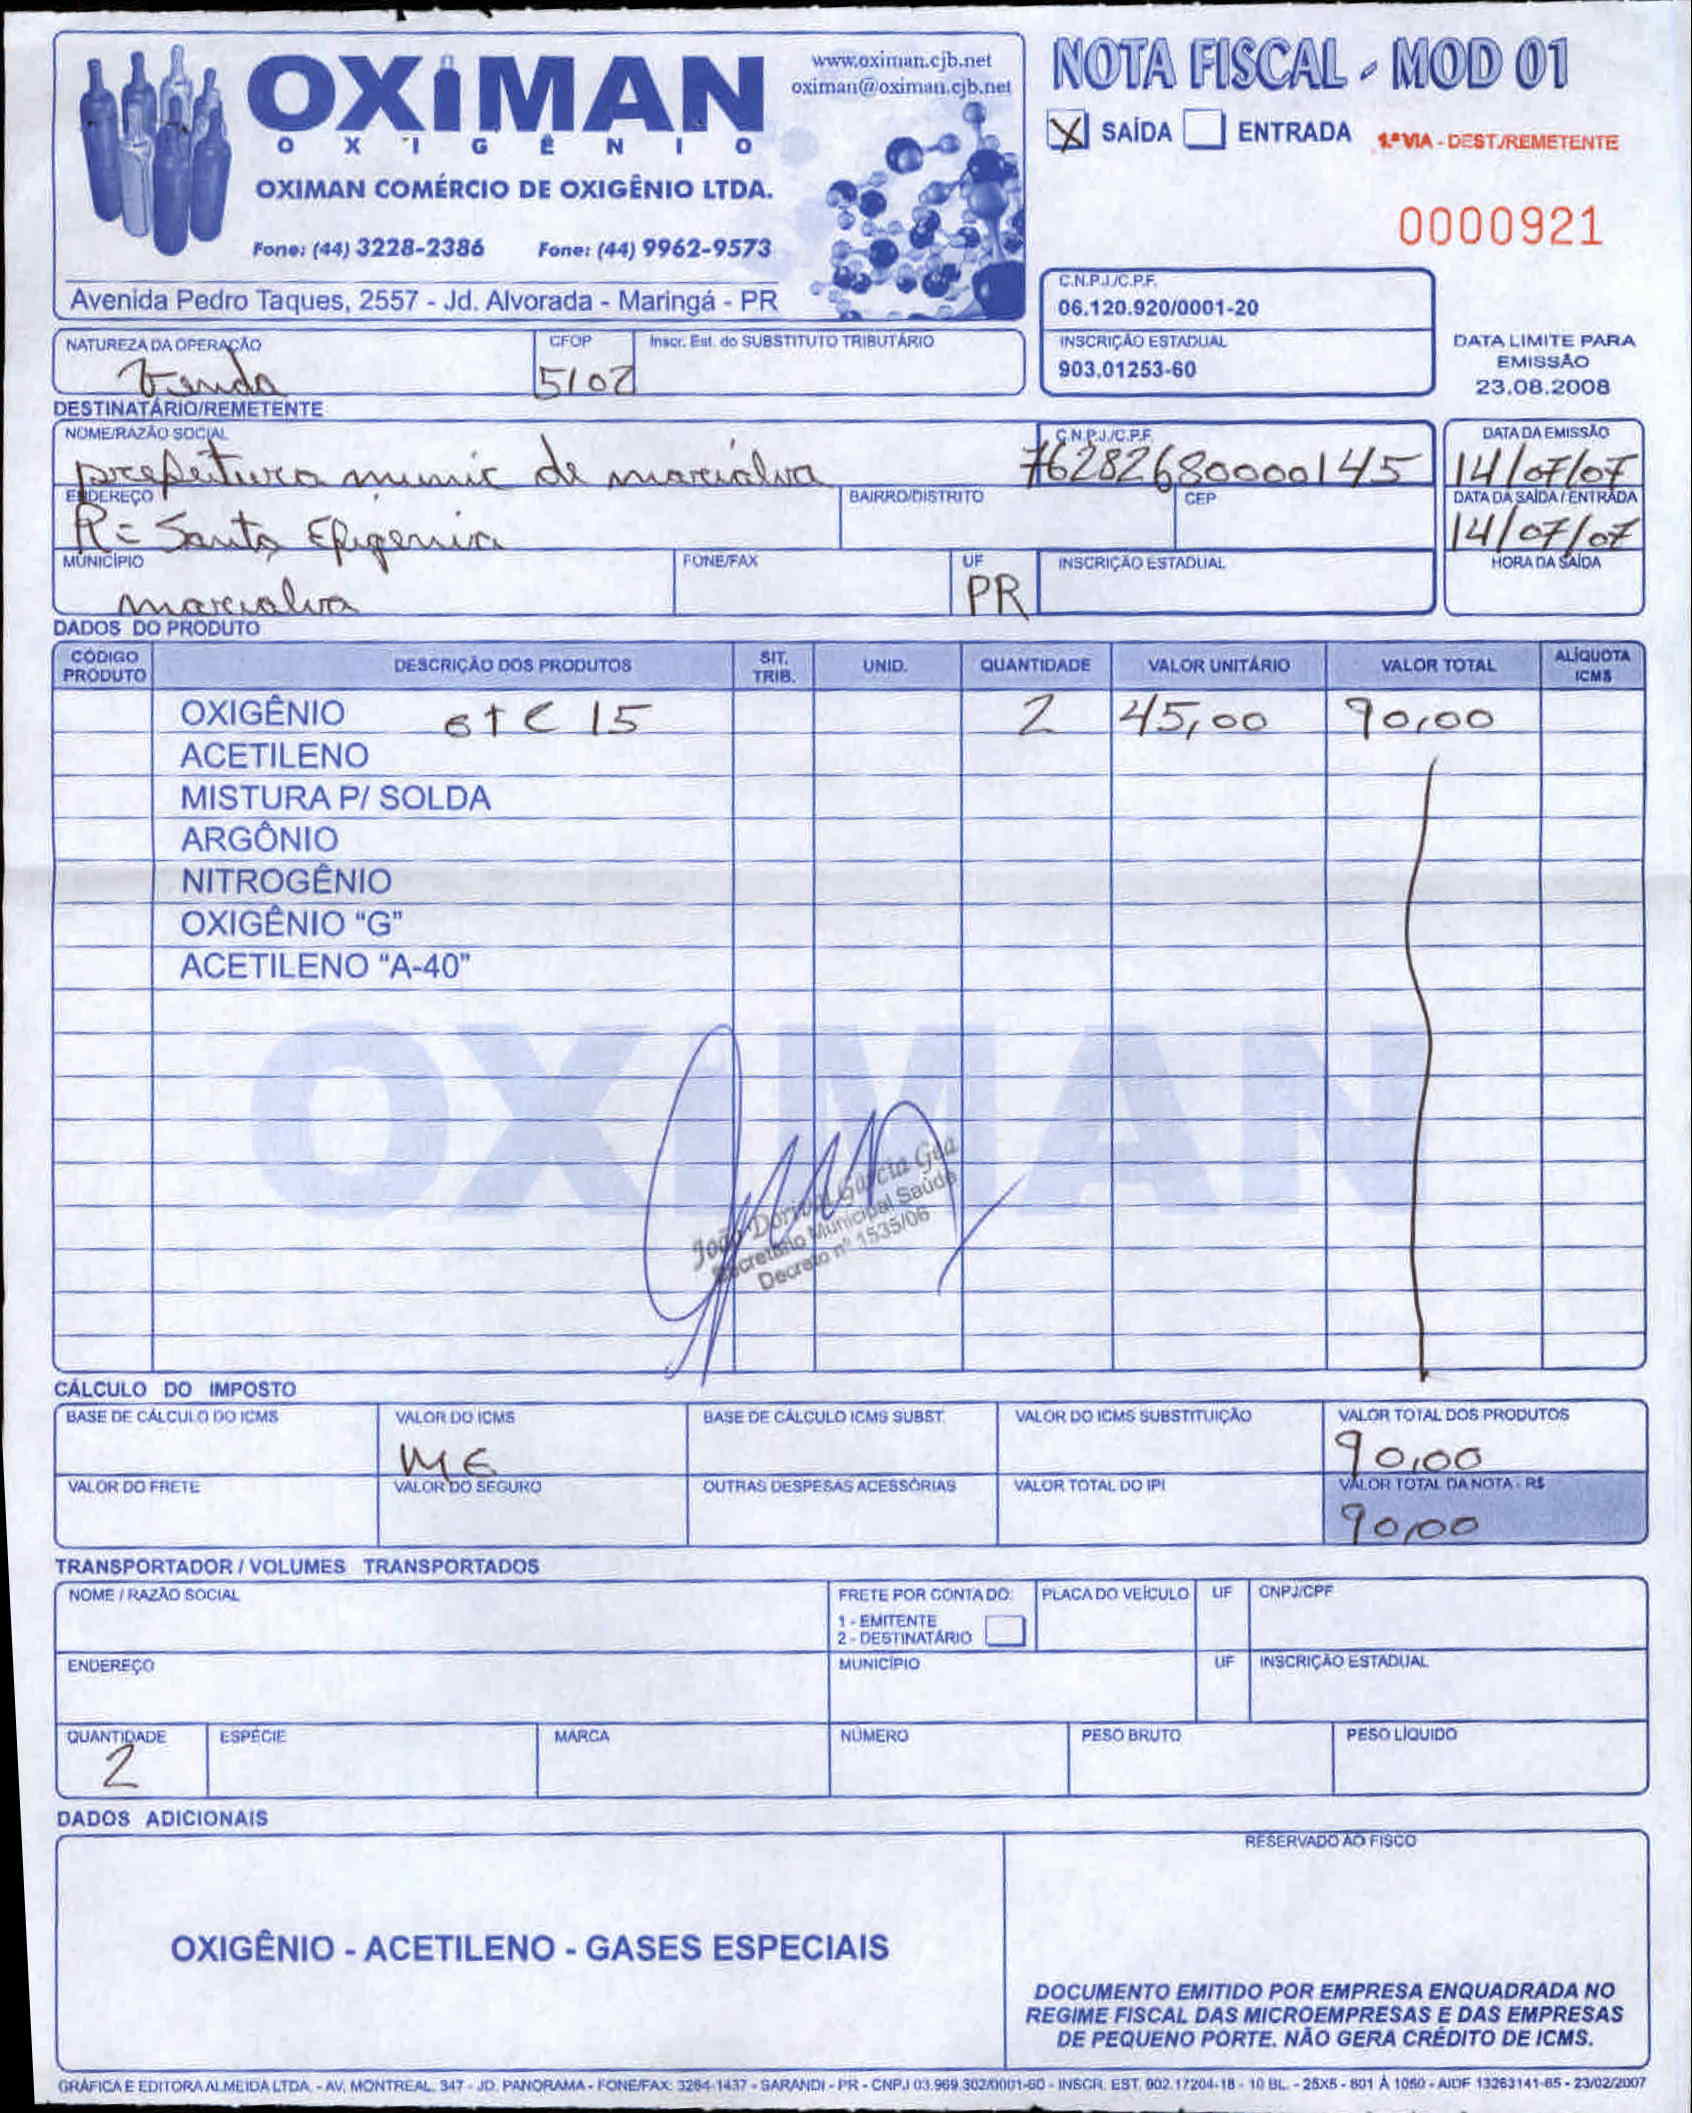 OXIMAN
OXIGÊNIO
www.oximan.cjb.net
oximan@oximan.cjb.net
OXIMAN COMÉRCIO DE OXIGÊNIO LTDA.
Fone: (44) 3228-2386 Fone: (44) 9962-9573
Avenida Pedro Taques, 2557 - Jd. Alvorada - Maringá - PR
NOTA FISCAL - MOD 01
X SAÍDA ENTRADA 1.ª VIA - DEST./REMETENTE
0000921
C.N.P.J./C.P.F.
06.120.920/0001-20
INSCRIÇÃO ESTADUAL
903.01253-60
DATA LIMITE PARA
EMISSÃO
23.08.2008
NATUREZA DA OPERAÇÃO CFOP Inscr. Est. do SUBSTITUTO TRIBUTÁRIO
Venda 5102
DESTINATÁRIO/REMETENTE
NOME/RAZÃO SOCIAL C.N.P.J./C.P.F. DATA DA EMISSÃO
prefeitura munic de marialva 76282680000145 14/07/07
ENDEREÇO BAIRRO/DISTRITO CEP DATA DA SAÍDA / ENTRADA
R= Santa Efigenia 14/07/07
MUNICÍPIO FONE/FAX UF INSCRIÇÃO ESTADUAL HORA DA SAÍDA
marialva PR
DADOS DO PRODUTO
CÓDIGO PRODUTO DESCRIÇÃO DOS PRODUTOS SIT. TRIB. UNID. QUANTIDADE VALOR UNITÁRIO VALOR TOTAL ALÍQUOTA ICMS
OXIGÊNIO 15 2 45,00 90,00
ACETILENO
MISTURA P/ SOLDA
ARGÔNIO
NITROGÊNIO
OXIGÊNIO "G"
ACETILENO "A-40"
OXIMAN
João Dorival Garcia Gea
Secretário Municipal Saúde
Decreto nº 1535/06
CÁLCULO DO IMPOSTO
BASE DE CÁLCULO DO ICMS VALOR DO ICMS BASE DE CÁLCULO ICMS SUBST. VALOR DO ICMS SUBSTITUIÇÃO VALOR TOTAL DOS PRODUTOS
ME 90,00
VALOR DO FRETE VALOR DO SEGURO OUTRAS DESPESAS ACESSÓRIAS VALOR TOTAL DO IPI VALOR TOTAL DA NOTA - R$
90,00
TRANSPORTADOR / VOLUMES TRANSPORTADOS
NOME / RAZÃO SOCIAL FRETE POR CONTA DO: PLACA DO VEÍCULO UF CNPJ/CPF
1 - EMITENTE
2 - DESTINATÁRIO
ENDEREÇO MUNICÍPIO UF INSCRIÇÃO ESTADUAL
QUANTIDADE ESPÉCIE MARCA NÚMERO PESO BRUTO PESO LÍQUIDO
2
DADOS ADICIONAIS
RESERVADO AO FISCO
OXIGÊNIO - ACETILENO - GASES ESPECIAIS
DOCUMENTO EMITIDO POR EMPRESA ENQUADRADA NO
REGIME FISCAL DAS MICROEMPRESAS E DAS EMPRESAS
DE PEQUENO PORTE. NÃO GERA CRÉDITO DE ICMS.
GRÁFICA E EDITORA ALMEIDA LTDA. - AV. MONTREAL, 347 - JD. PANORAMA - FONE/FAX: 3264-1437 - SARANDI - PR - CNPJ 03.969.302/0001-60 - INSCR. EST. 902.17204-18 - 10 BL. - 25X5 - 801 À 1050 - AIDF 13263141-65 - 23/02/2007